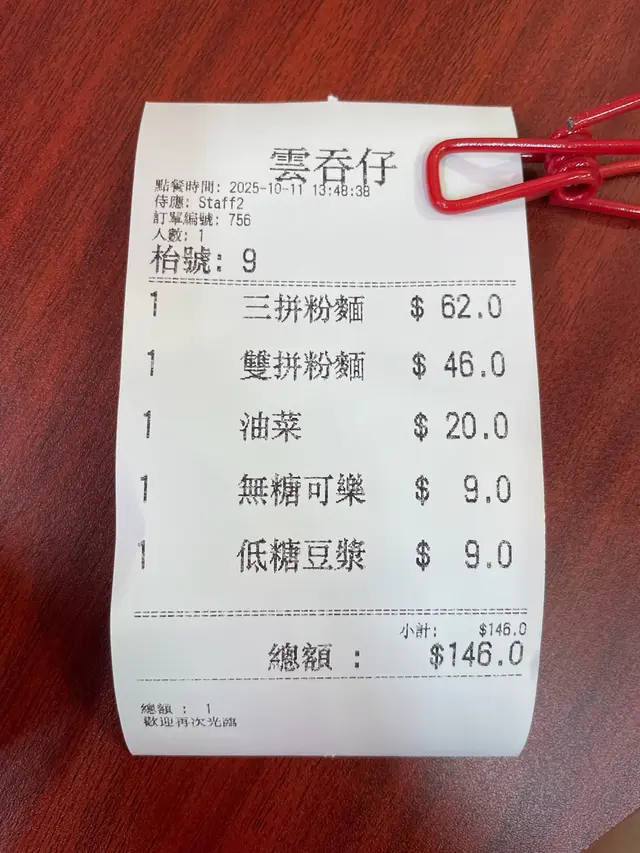 雲吞仔
點餐時間: 2025-10-11 13:48:38
侍應: Staff2
訂單編號: 756
人數: 1
枱號: 9
1 三拼粉麵 $ 62.0
1 雙拼粉麵 $ 46.0
1 油菜 $ 20.0
1 無糖可樂 $ 9.0
1 低糖豆漿 $ 9.0
小計: $146.0
總額 : $146.0
總額 : 1
歡迎再次光臨